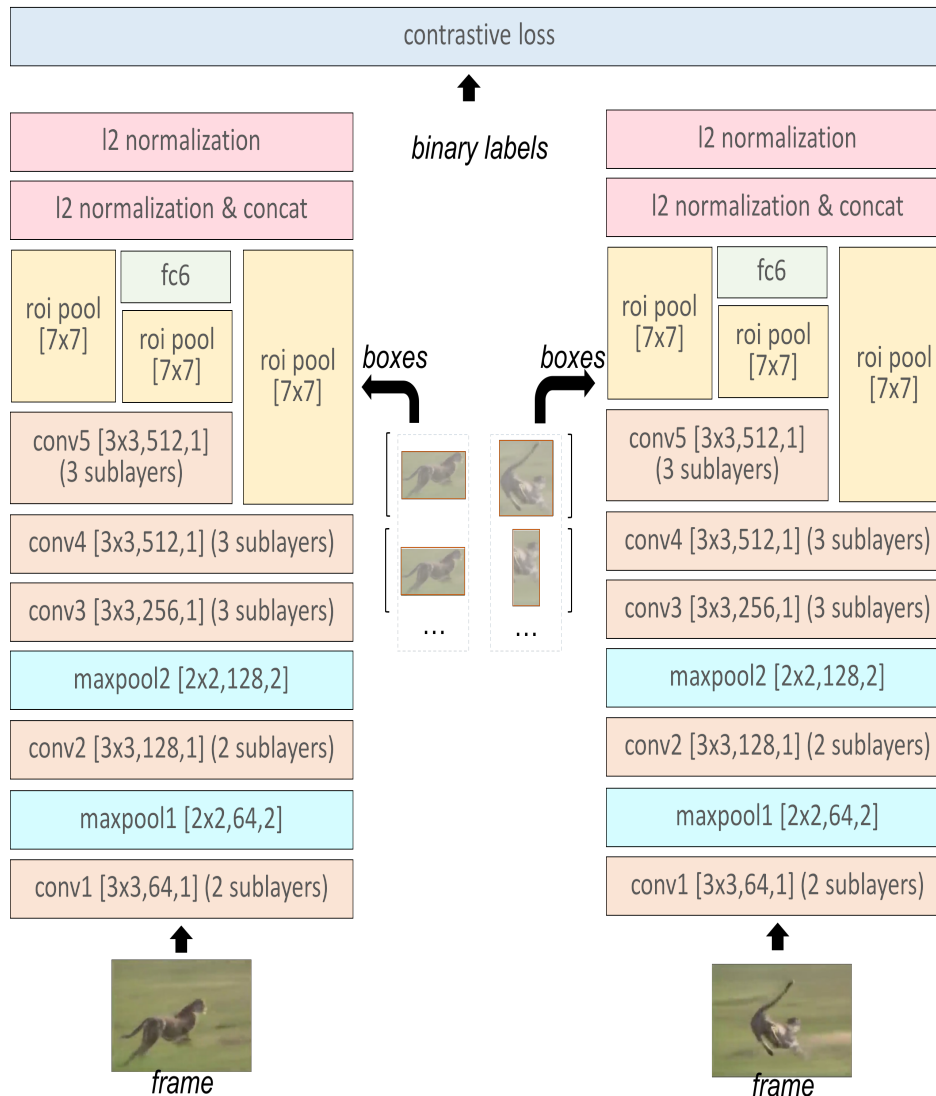 contrastive loss
binary labels
l2 normalization
l2 normalization & concat
roi pool
[7x7]
fc6
roi pool
[7x7]
roi pool
[7x7]
conv5 [3x3,512,1]
(3 sublayers)
conv4 [3x3,512,1] (3 sublayers)
conv3 [3x3,256,1] (3 sublayers)
maxpool2 [2x2,128,2]
conv2 [3x3,128,1] (2 sublayers)
maxpool1 [2x2,64,2]
conv1 [3x3,64,1] (2 sublayers)
frame
boxes
boxes
...
...
l2 normalization
l2 normalization & concat
roi pool
[7x7]
fc6
roi pool
[7x7]
roi pool
[7x7]
conv5 [3x3,512,1]
(3 sublayers)
conv4 [3x3,512,1] (3 sublayers)
conv3 [3x3,256,1] (3 sublayers)
maxpool2 [2x2,128,2]
conv2 [3x3,128,1] (2 sublayers)
maxpool1 [2x2,64,2]
conv1 [3x3,64,1] (2 sublayers)
frame